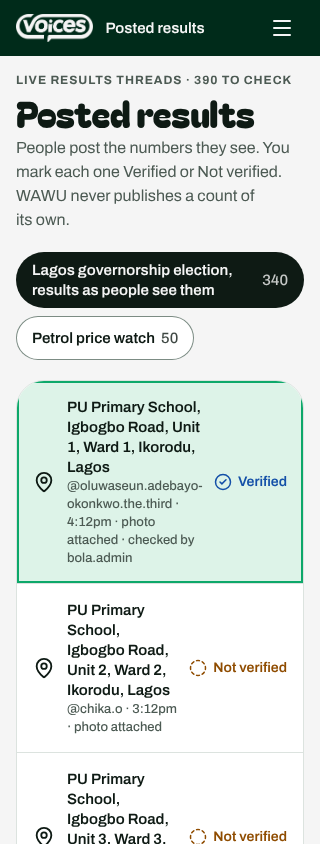 Voices Posted results
LIVE RESULTS THREADS · 390 TO CHECK
Posted results
People post the numbers they see. You
mark each one Verified or Not verified.
WAWU never publishes a count of
its own.
Lagos governorship election,
results as people see them 340
Petrol price watch 50
PU Primary School,
Igbogbo Road, Unit
1, Ward 1, Ikorodu,
Lagos
@oluwaseun.adebayo-
okonkwo.the.third ·
4:12pm · photo
attached · checked by
bola.admin
Verified
PU Primary
School,
Igbogbo Road,
Unit 2, Ward 2,
Ikorodu, Lagos
@chika.o · 3:12pm
· photo attached
Not verified
PU Primary
School,
Igbogbo Road,
Unit 3, Ward 3,
Not verified